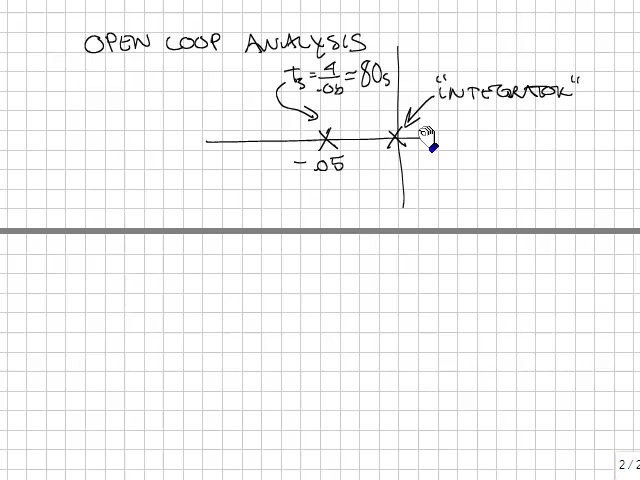 OPEN LOOP ANALYSIS
ts = 4/.05 = 80s
"INTEGRATOR"
-.05
2 / 2